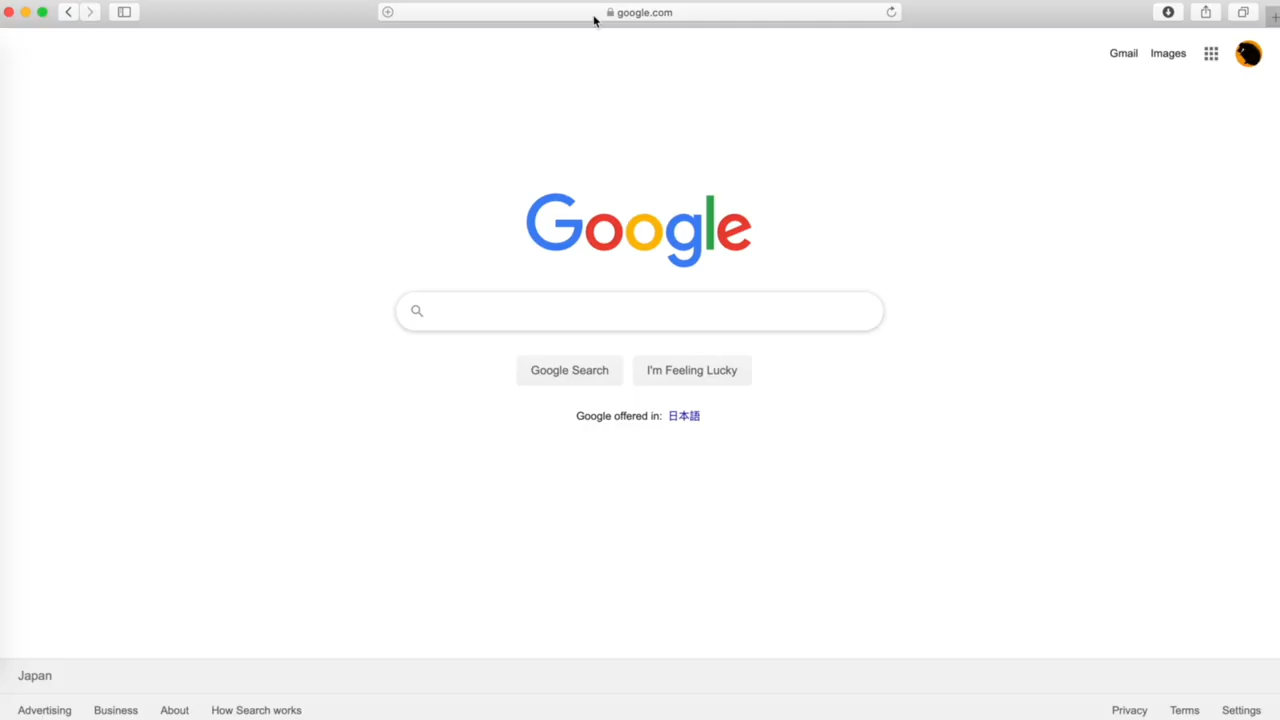 google.com
Gmail Images
Google
Google Search I'm Feeling Lucky
Google offered in: 日本語
Japan
Advertising Business About How Search works Privacy Terms Settings